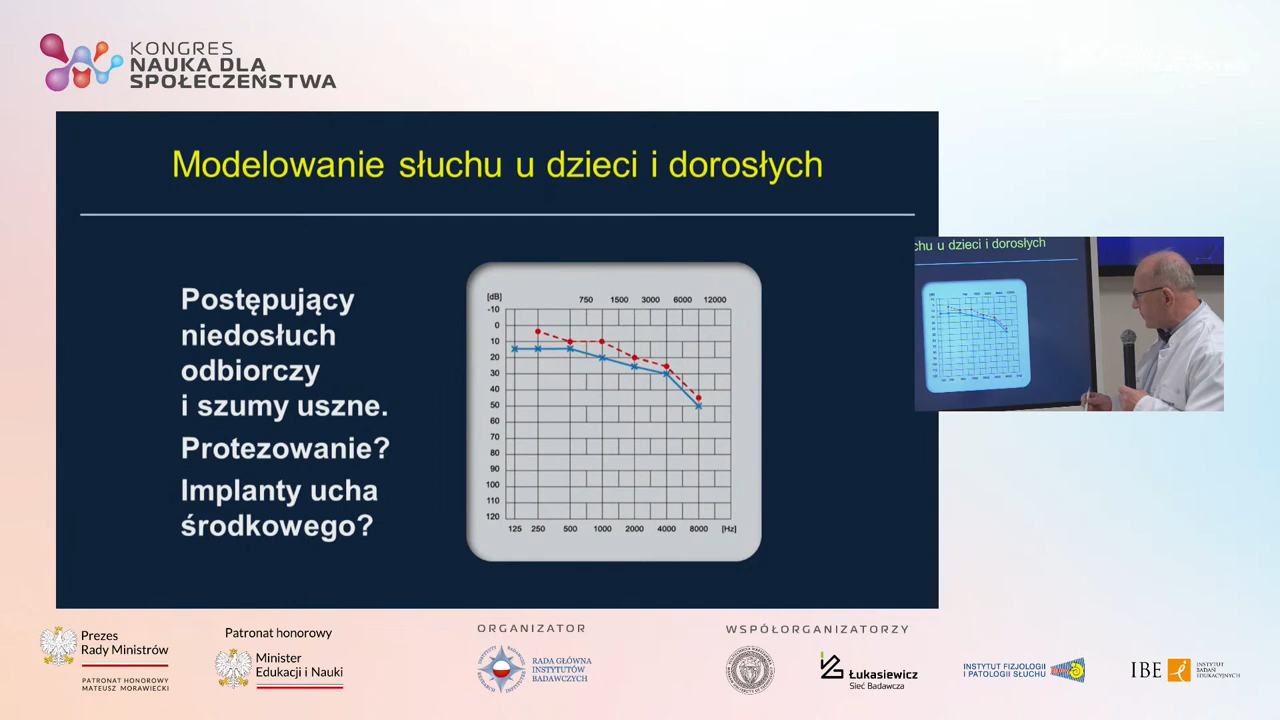 KONGRES
NAUKA DLA
SPOŁECZEŃSTWA
Modelowanie słuchu u dzieci i dorosłych
Postępujący
niedosłuch
odbiorczy
i szumy uszne.
Protezowanie?
Implanty ucha
środkowego?
[dB] 750 1500 3000 6000 12000
-10
0
10
20
30
40
50
60
70
80
90
100
110
120
125 250 500 1000 2000 4000 8000 [Hz]
chu u dzieci i dorosłych
Prezes
Rady Ministrów
PATRONAT HONOROWY
MATEUSZ MORAWIECKI
Patronat honorowy
Minister
Edukacji i Nauki
ORGANIZATOR
RADA GŁÓWNA
INSTYTUTÓW
BADAWCZYCH
WSPÓŁORGANIZATORZY
Łukasiewicz
Sieć Badawcza
INSTYTUT FIZJOLOGII
I PATOLOGII SŁUCHU
IBE
INSTYTUT
BADAŃ
EDUKACYJNYCH